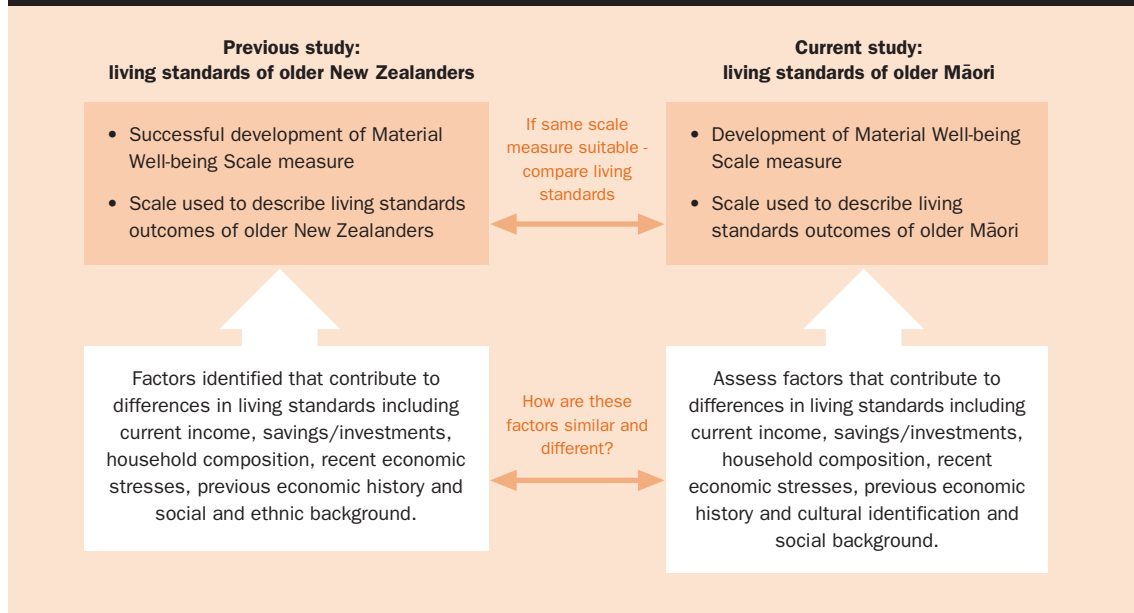 Previous study:
living standards of older New Zealanders
Current study:
living standards of older Māori
• Successful development of Material
Well-being Scale measure
• Scale used to describe living standards
outcomes of older New Zealanders
If same scale
measure suitable -
compare living
standards
• Development of Material Well-being
Scale measure
• Scale used to describe living
standards outcomes of older Māori
Factors identified that contribute to
differences in living standards including
current income, savings/investments,
household composition, recent economic
stresses, previous economic history and
social and ethnic background.
How are these
factors similar and
different?
Assess factors that contribute to
differences in living standards including
current income, savings/investments,
household composition, recent
economic stresses, previous economic
history and cultural identification and
social background.